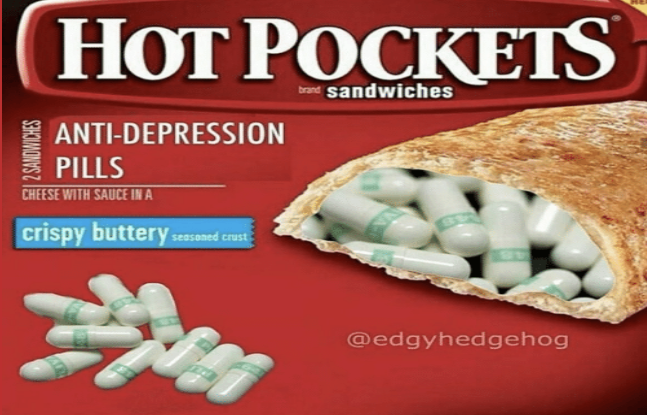 HOT POCKETS®
brand sandwiches
2 SANDWICHES
ANTI-DEPRESSION
PILLS
CHEESE WITH SAUCE IN A
crispy buttery seasoned crust
@edgyhedgehog